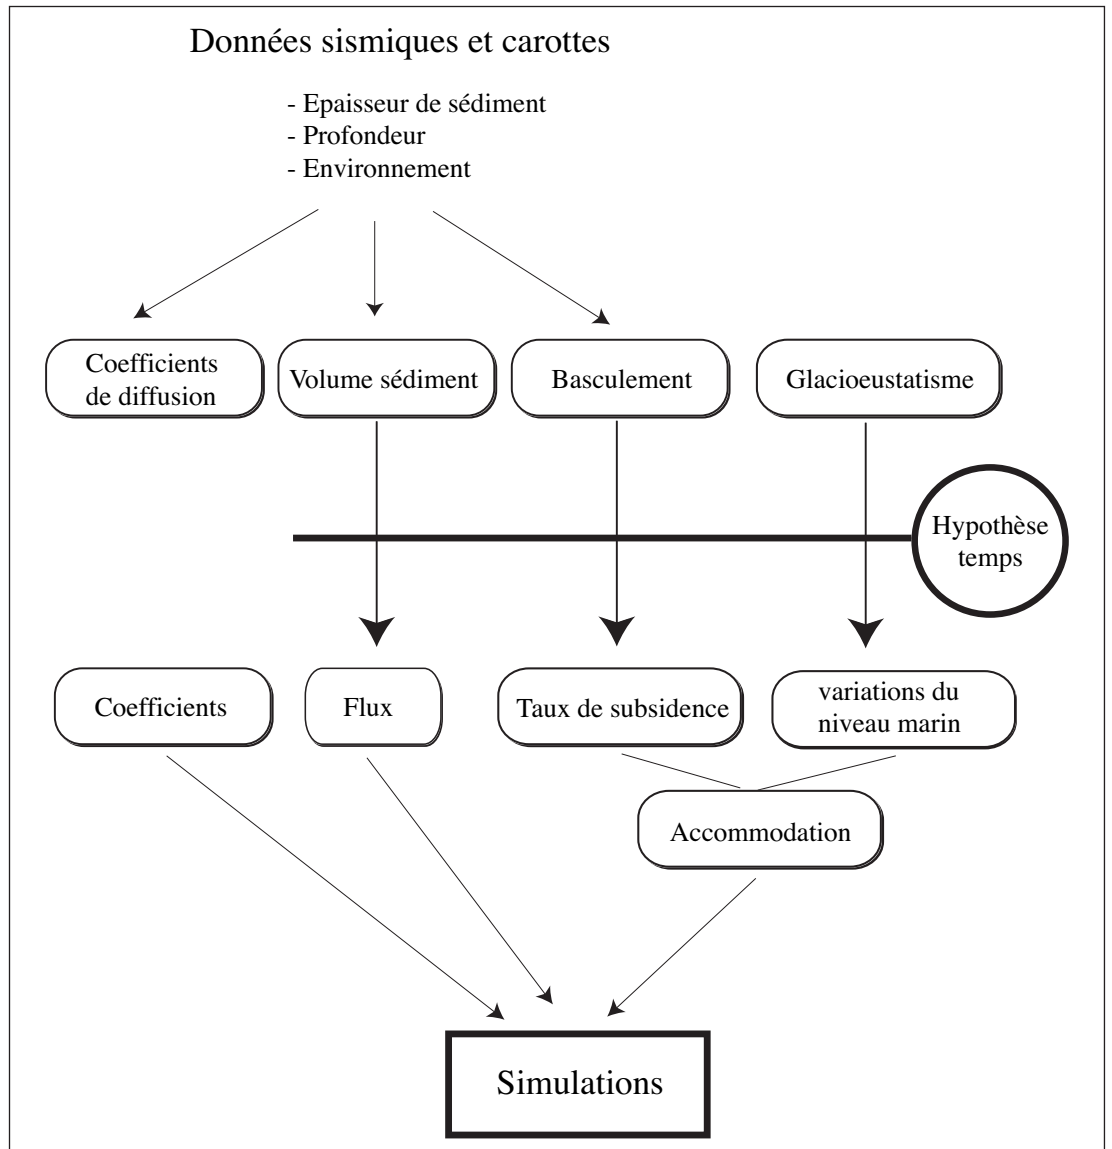 Données sismiques et carottes
- Epaisseur de sédiment
- Profondeur
- Environnement
Coefficients
de diffusion
Volume sédiment
Basculement
Glacioeustatisme
Hypothèse
temps
Coefficients
Flux
Taux de subsidence
variations du
niveau marin
Accommodation
Simulations